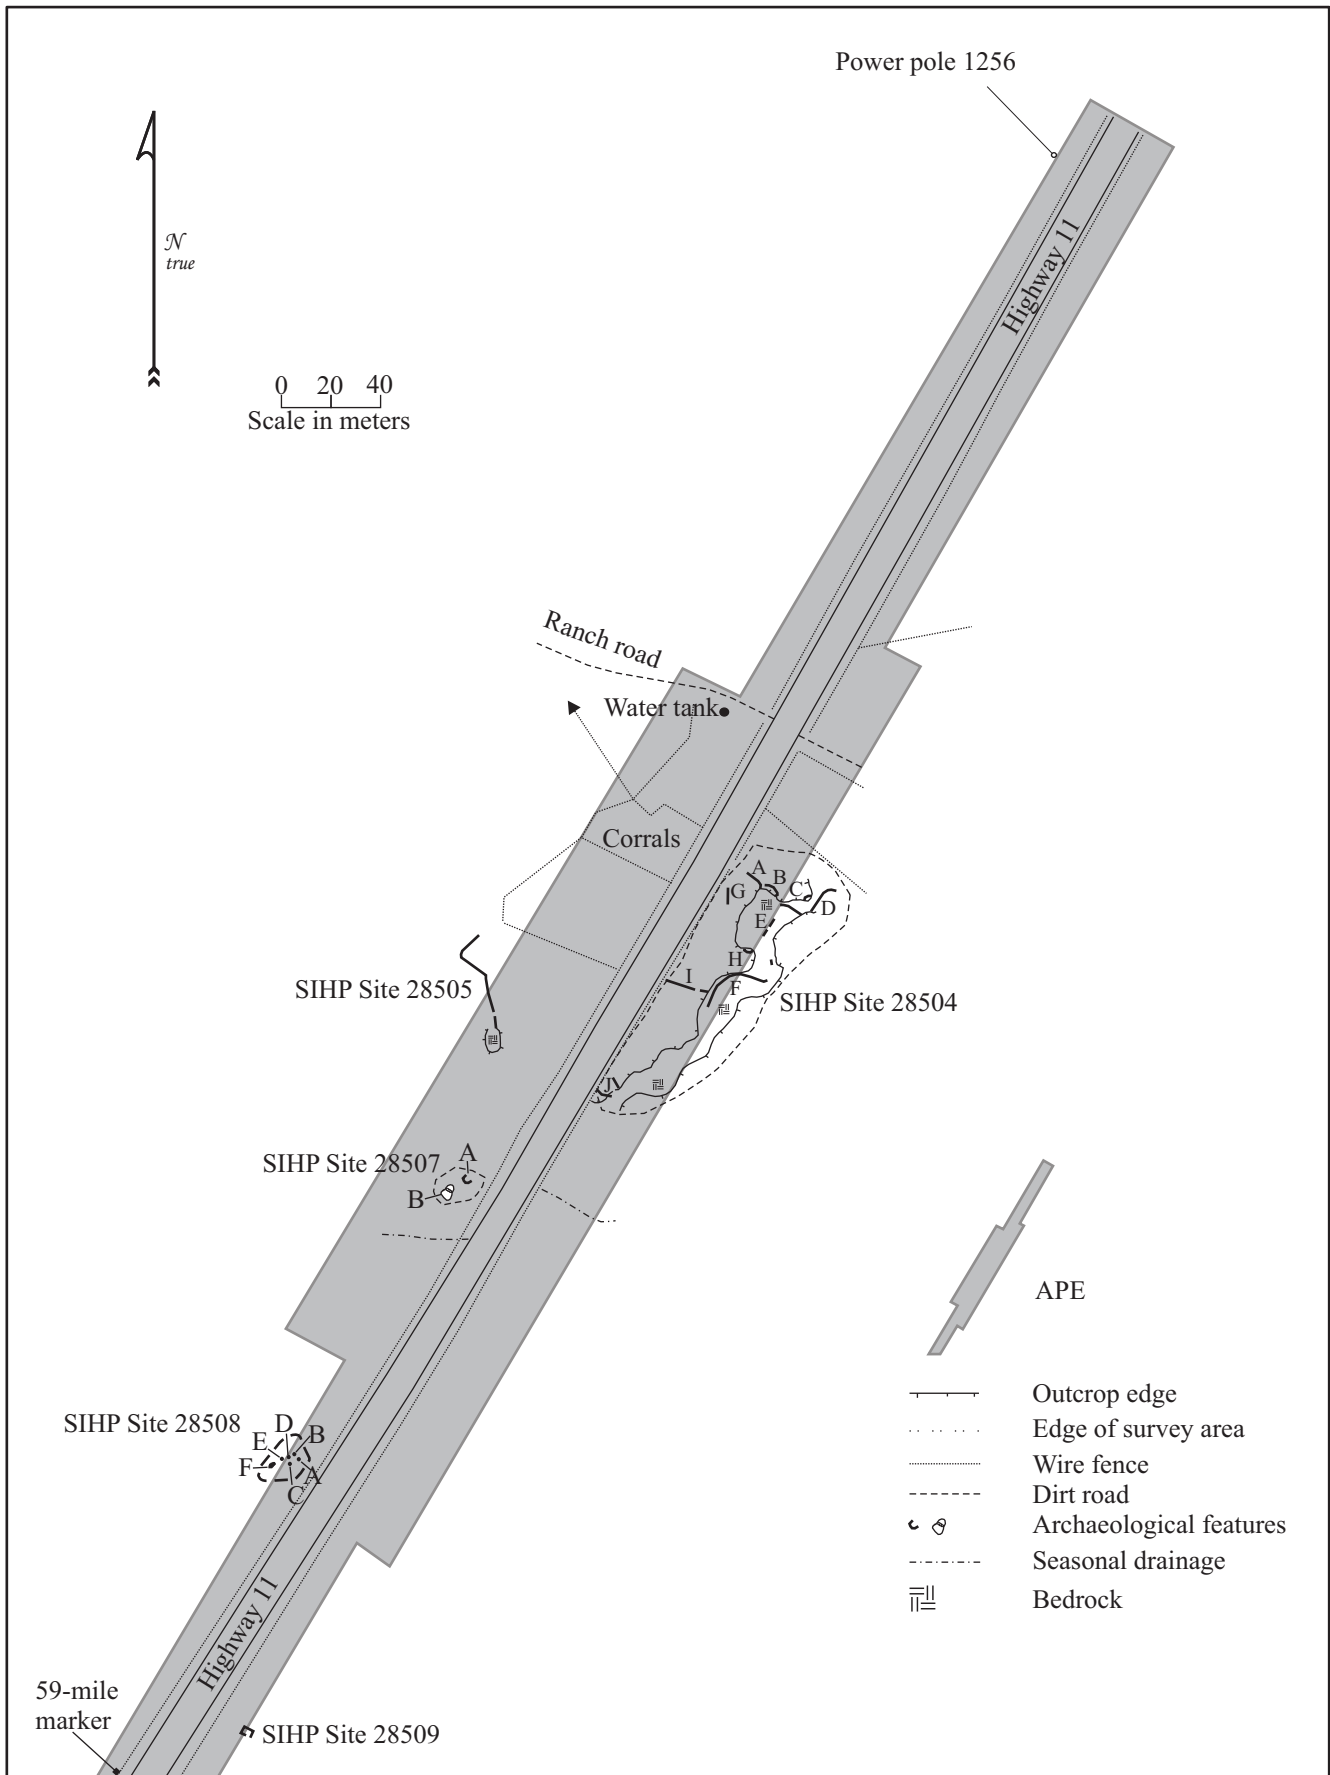 Power pole 1256
N
true
Highway 11
0 20 40
Scale in meters
Ranch road
Water tank
Corrals
A
B
C
G
D
E
H
I
F
SIHP Site 28505
SIHP Site 28504
J
SIHP Site 28507
A
B
APE
Outcrop edge
Edge of survey area
Wire fence
Dirt road
Archaeological features
Seasonal drainage
Bedrock
SIHP Site 28508
D
B
E
F
A
C
Highway 11
59-mile
marker
SIHP Site 28509